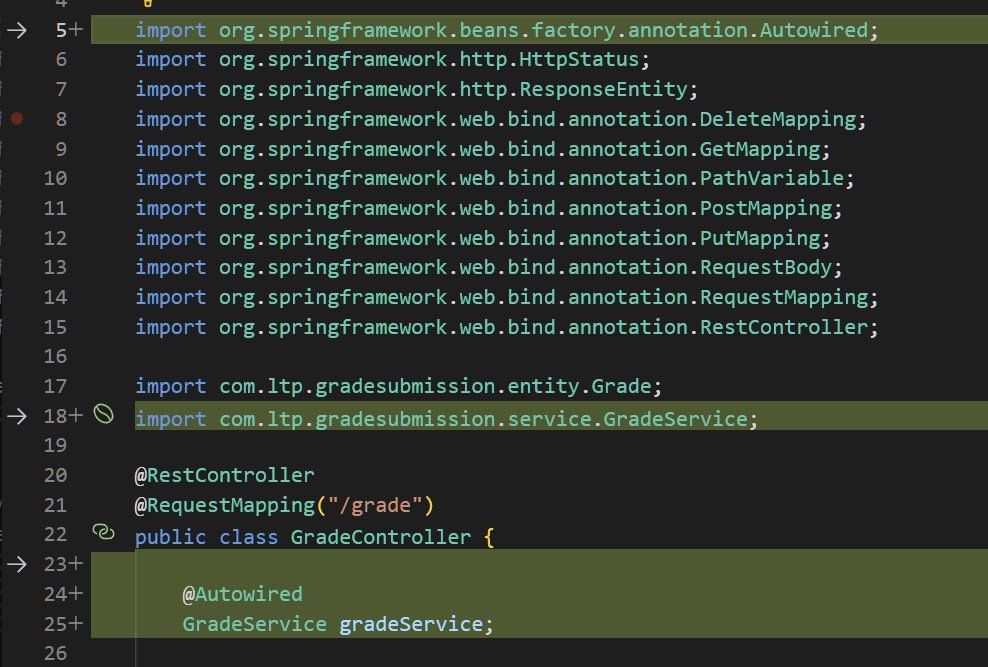 4
5+ import org.springframework.beans.factory.annotation.Autowired;
6 import org.springframework.http.HttpStatus;
7 import org.springframework.http.ResponseEntity;
8 import org.springframework.web.bind.annotation.DeleteMapping;
9 import org.springframework.web.bind.annotation.GetMapping;
10 import org.springframework.web.bind.annotation.PathVariable;
11 import org.springframework.web.bind.annotation.PostMapping;
12 import org.springframework.web.bind.annotation.PutMapping;
13 import org.springframework.web.bind.annotation.RequestBody;
14 import org.springframework.web.bind.annotation.RequestMapping;
15 import org.springframework.web.bind.annotation.RestController;
16
17 import com.ltp.gradesubmission.entity.Grade;
18+ import com.ltp.gradesubmission.service.GradeService;
19
20 @RestController
21 @RequestMapping("/grade")
22 public class GradeController {
23+
24+ @Autowired
25+ GradeService gradeService;
26